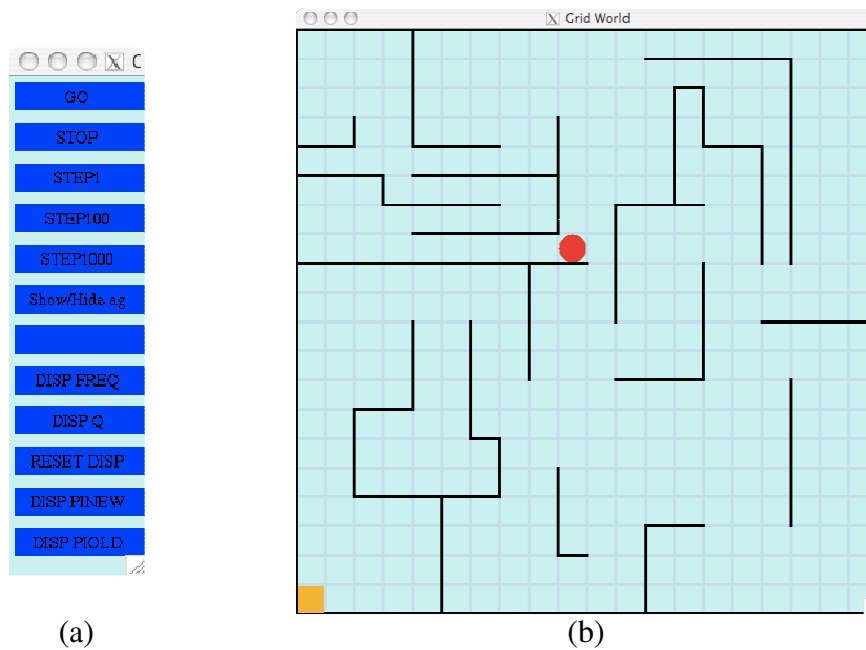 X C
GO
STOP
STEP1
STEP100
STEP1000
Show/Hide ag
DISP FREQ
DISP Q
RESET DISP
DISP PINEW
DISP PIOLD
(a)
X Grid World
(b)